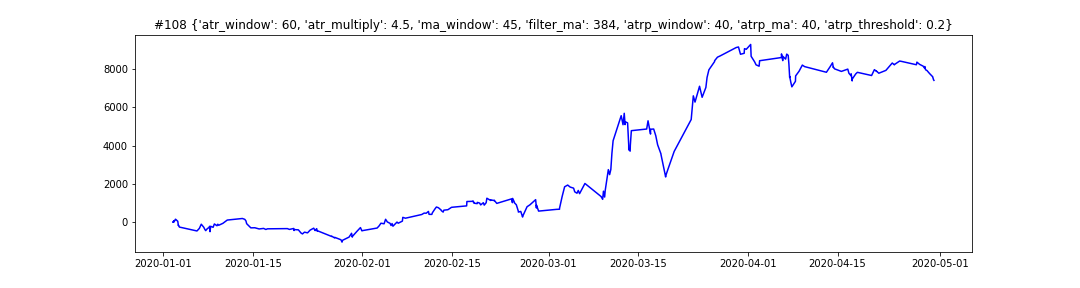 #108 {'atr_window': 60, 'atr_multiply': 4.5, 'ma_window': 45, 'filter_ma': 384, 'atrp_window': 40, 'atrp_ma': 40, 'atrp_threshold': 0.2}
8000
6000
4000
2000
0
2020-01-01 2020-01-15 2020-02-01 2020-02-15 2020-03-01 2020-03-15 2020-04-01 2020-04-15 2020-05-01